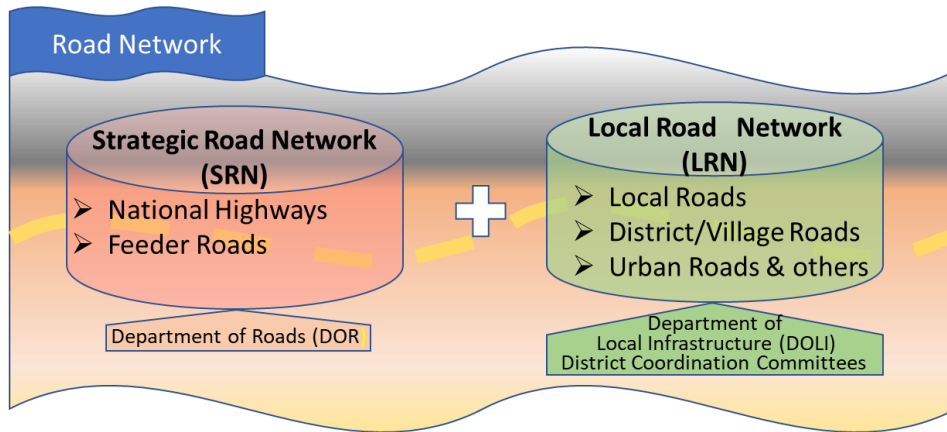 Road Network
Strategic Road Network
(SRN)
➢ National Highways
➢ Feeder Roads
Department of Roads (DOR)
Local Road Network
(LRN)
➢ Local Roads
➢ District/Village Roads
➢ Urban Roads & others
Department of
Local Infrastructure (DOLI)
District Coordination Committees